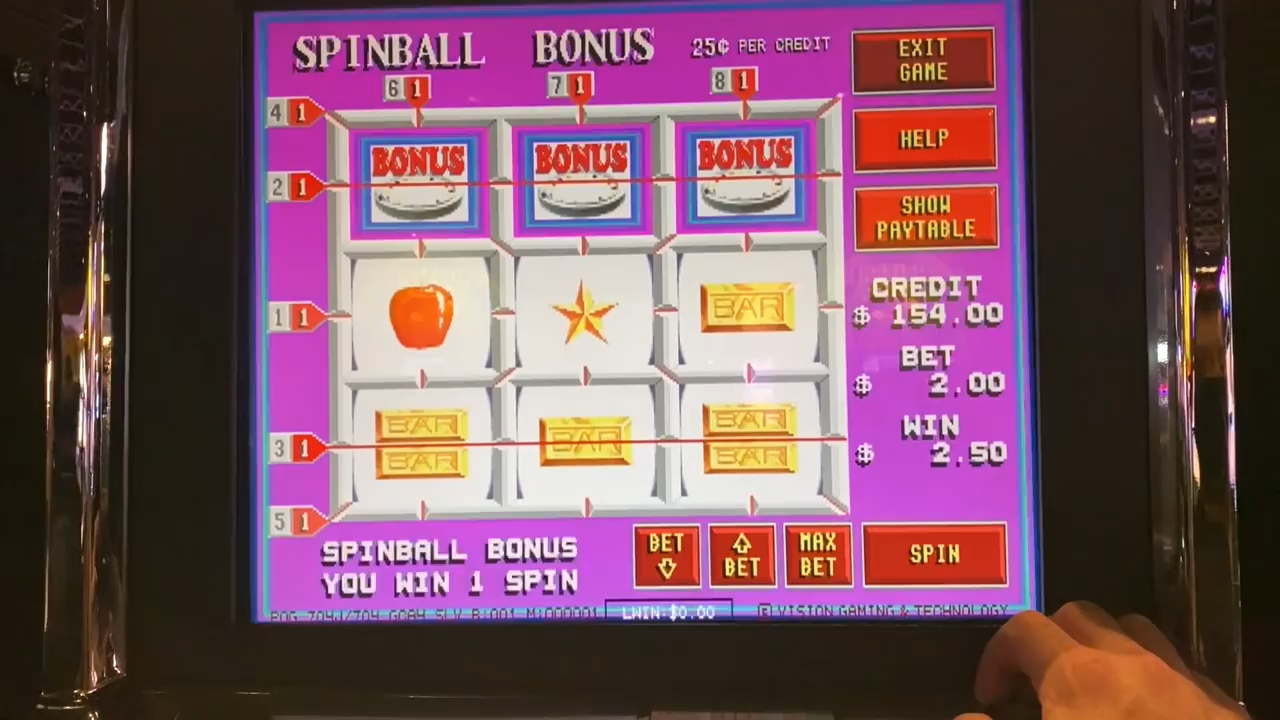 SPINBALL BONUS 25¢ PER CREDIT
EXIT GAME
6 1 7 1 8 1
4 1
HELP
BONUS BONUS BONUS
2 1
SHOW PAYTABLE
CREDIT
$ 154.00
1 1
BAR
BET
$ 2.00
WIN
$ 2.50
BAR BAR
3 1
BAR
BAR BAR
5 1
SPINBALL BONUS
YOU WIN 1 SPIN
BET
BET
MAX BET
SPIN
LWIN:$0.00
VISION GAMING & TECHNOLOGY